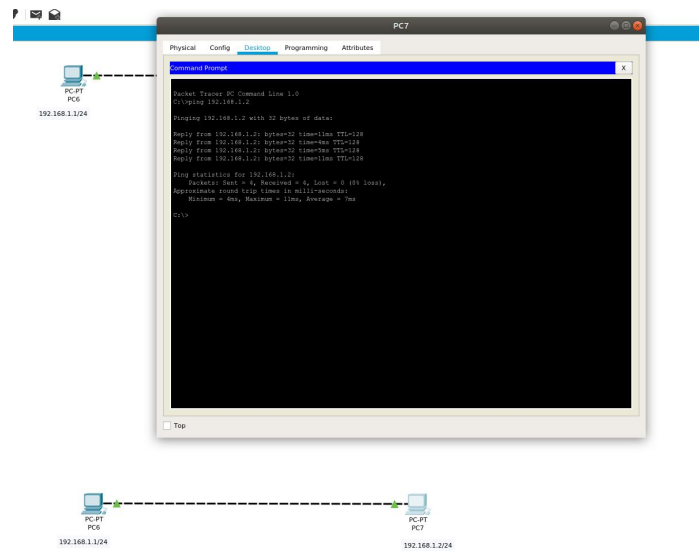 PC7
Physical Config Desktop Programming Attributes
Command Prompt
X
Packet Tracer PC Command Line 1.0
C:\>ping 192.168.1.2
Pinging 192.168.1.2 with 32 bytes of data:
Reply from 192.168.1.2: bytes=32 time=11ms TTL=128
Reply from 192.168.1.2: bytes=32 time=4ms TTL=128
Reply from 192.168.1.2: bytes=32 time=5ms TTL=128
Reply from 192.168.1.2: bytes=32 time=11ms TTL=128
Ping statistics for 192.168.1.2:
Packets: Sent = 4, Received = 4, Lost = 0 (0% loss),
Approximate round trip times in milli-seconds:
Minimum = 4ms, Maximum = 11ms, Average = 7ms
C:\>
Top
PC-PT
PC6
192.168.1.1/24
PC-PT
PC6
192.168.1.1/24
PC-PT
PC7
192.168.1.2/24